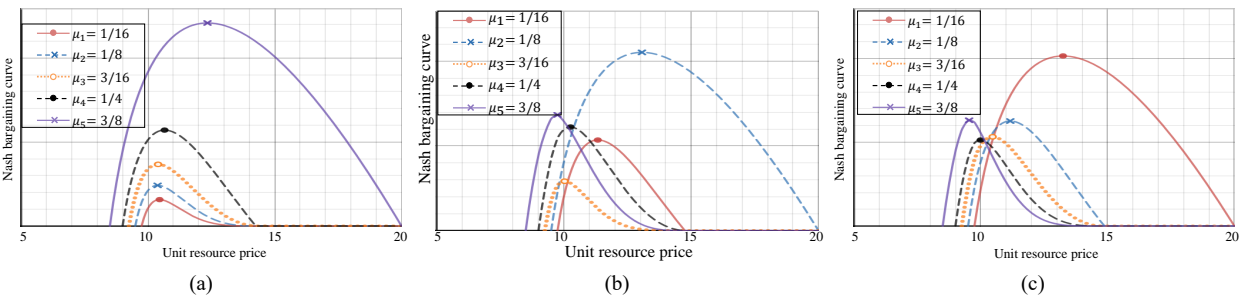 Nash bargaining curve
μ₁= 1/16
μ₂= 1/8
μ₃= 3/16
μ₄= 1/4
μ₅= 3/8
5 10 15 20
Unit resource price
(a)
Nash bargaining curve
μ₁= 1/16
μ₂= 1/8
μ₃= 3/16
μ₄= 1/4
μ₅= 3/8
5 10 15 20
Unit resource price
(b)
Nash bargaining curve
μ₁= 1/16
μ₂= 1/8
μ₃= 3/16
μ₄= 1/4
μ₅= 3/8
5 10 15 20
Unit resource price
(c)